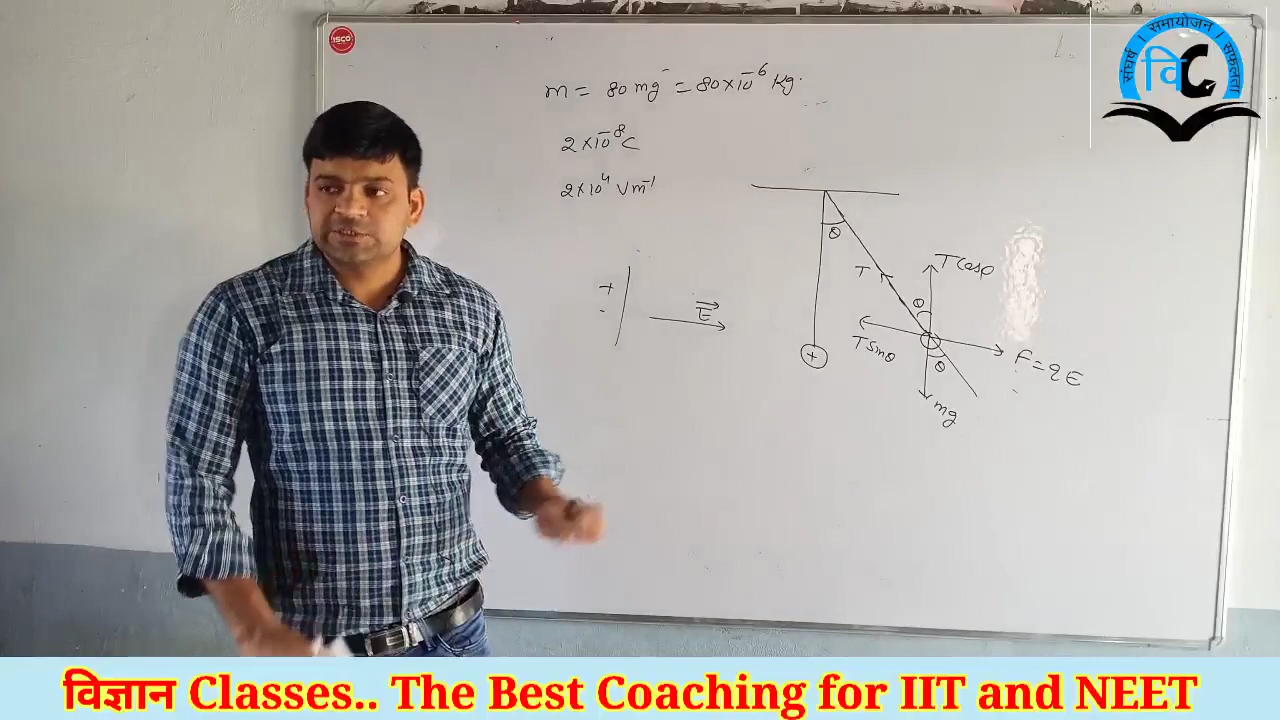 ISCO
संघर्ष । समायोजन । सफलता
वि C
m = 80 mg = 80×10⁻⁶ Kg.
2×10⁻⁸ C
2×10⁴ Vm⁻¹
θ
T cosθ
T
θ
+
E
-
T sinθ
F = qE
+
θ
mg
विज्ञान Classes.. The Best Coaching for IIT and NEET